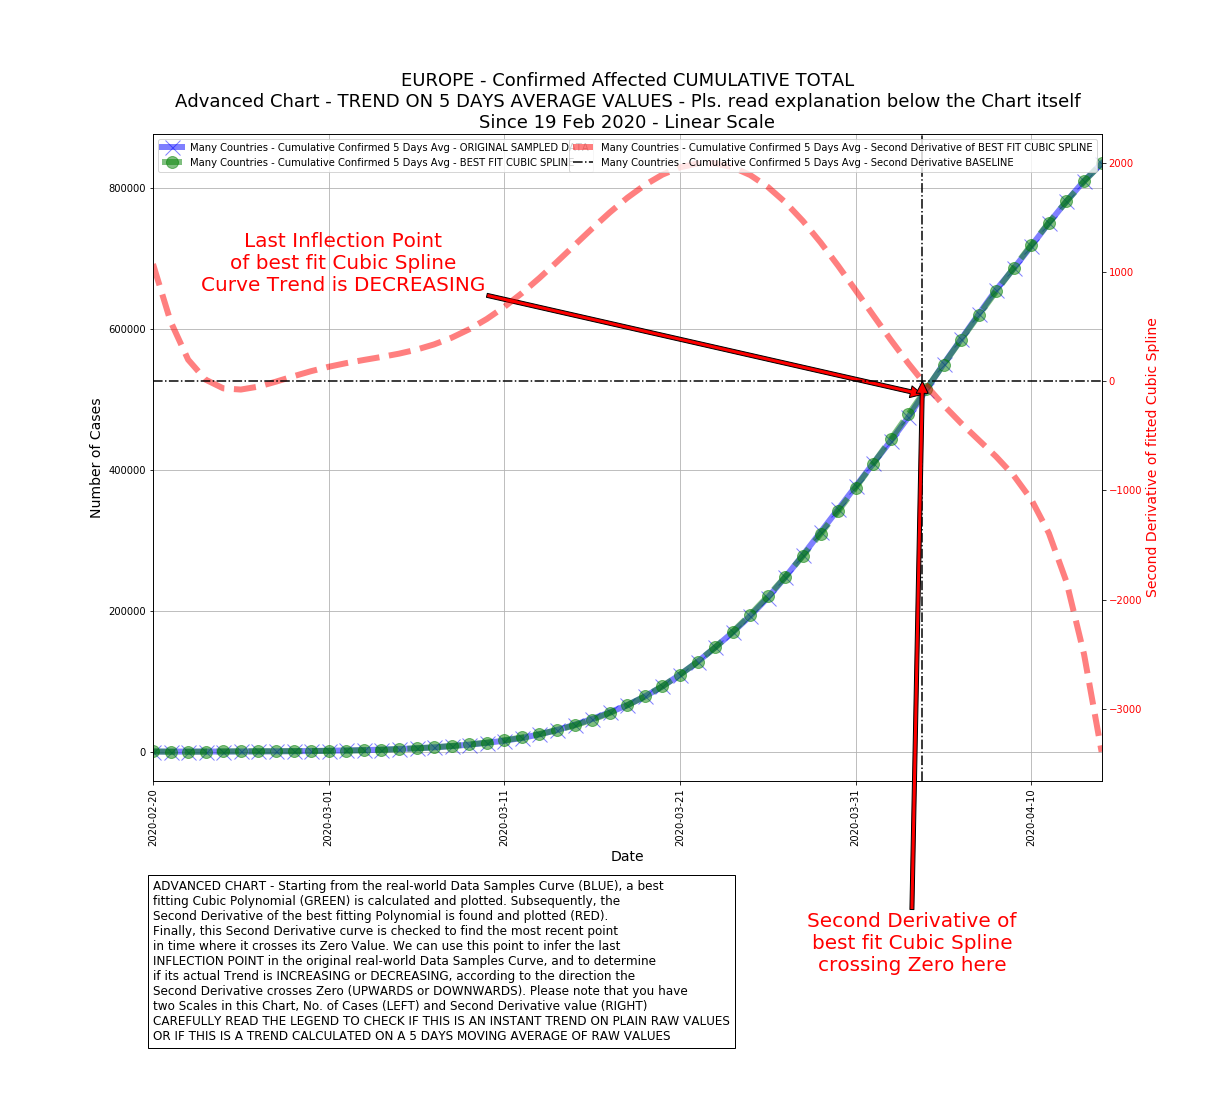 EUROPE - Confirmed Affected CUMULATIVE TOTAL
Advanced Chart - TREND ON 5 DAYS AVERAGE VALUES - Pls. read explanation below the Chart itself
Since 19 Feb 2020 - Linear Scale
Many Countries - Cumulative Confirmed 5 Days Avg - ORIGINAL SAMPLED DATA
Many Countries - Cumulative Confirmed 5 Days Avg - BEST FIT CUBIC SPLINE
Many Countries - Cumulative Confirmed 5 Days Avg - Second Derivative of BEST FIT CUBIC SPLINE
Many Countries - Cumulative Confirmed 5 Days Avg - Second Derivative BASELINE
Last Inflection Point
of best fit Cubic Spline
Curve Trend is DECREASING
Number of Cases
800000
600000
400000
200000
0
2000
1000
0
−1000
−2000
−3000
Second Derivative of fitted Cubic Spline
2020-02-20
2020-03-01
2020-03-11
2020-03-21
2020-03-31
2020-04-10
Date
ADVANCED CHART - Starting from the real-world Data Samples Curve (BLUE), a best
fitting Cubic Polynomial (GREEN) is calculated and plotted. Subsequently, the
Second Derivative of the best fitting Polynomial is found and plotted (RED).
Finally, this Second Derivative curve is checked to find the most recent point
in time where it crosses its Zero Value. We can use this point to infer the last
INFLECTION POINT in the original real-world Data Samples Curve, and to determine
if its actual Trend is INCREASING or DECREASING, according to the direction the
Second Derivative crosses Zero (UPWARDS or DOWNWARDS). Please note that you have
two Scales in this Chart, No. of Cases (LEFT) and Second Derivative value (RIGHT)
CAREFULLY READ THE LEGEND TO CHECK IF THIS IS AN INSTANT TREND ON PLAIN RAW VALUES
OR IF THIS IS A TREND CALCULATED ON A 5 DAYS MOVING AVERAGE OF RAW VALUES
Second Derivative of
best fit Cubic Spline
crossing Zero here